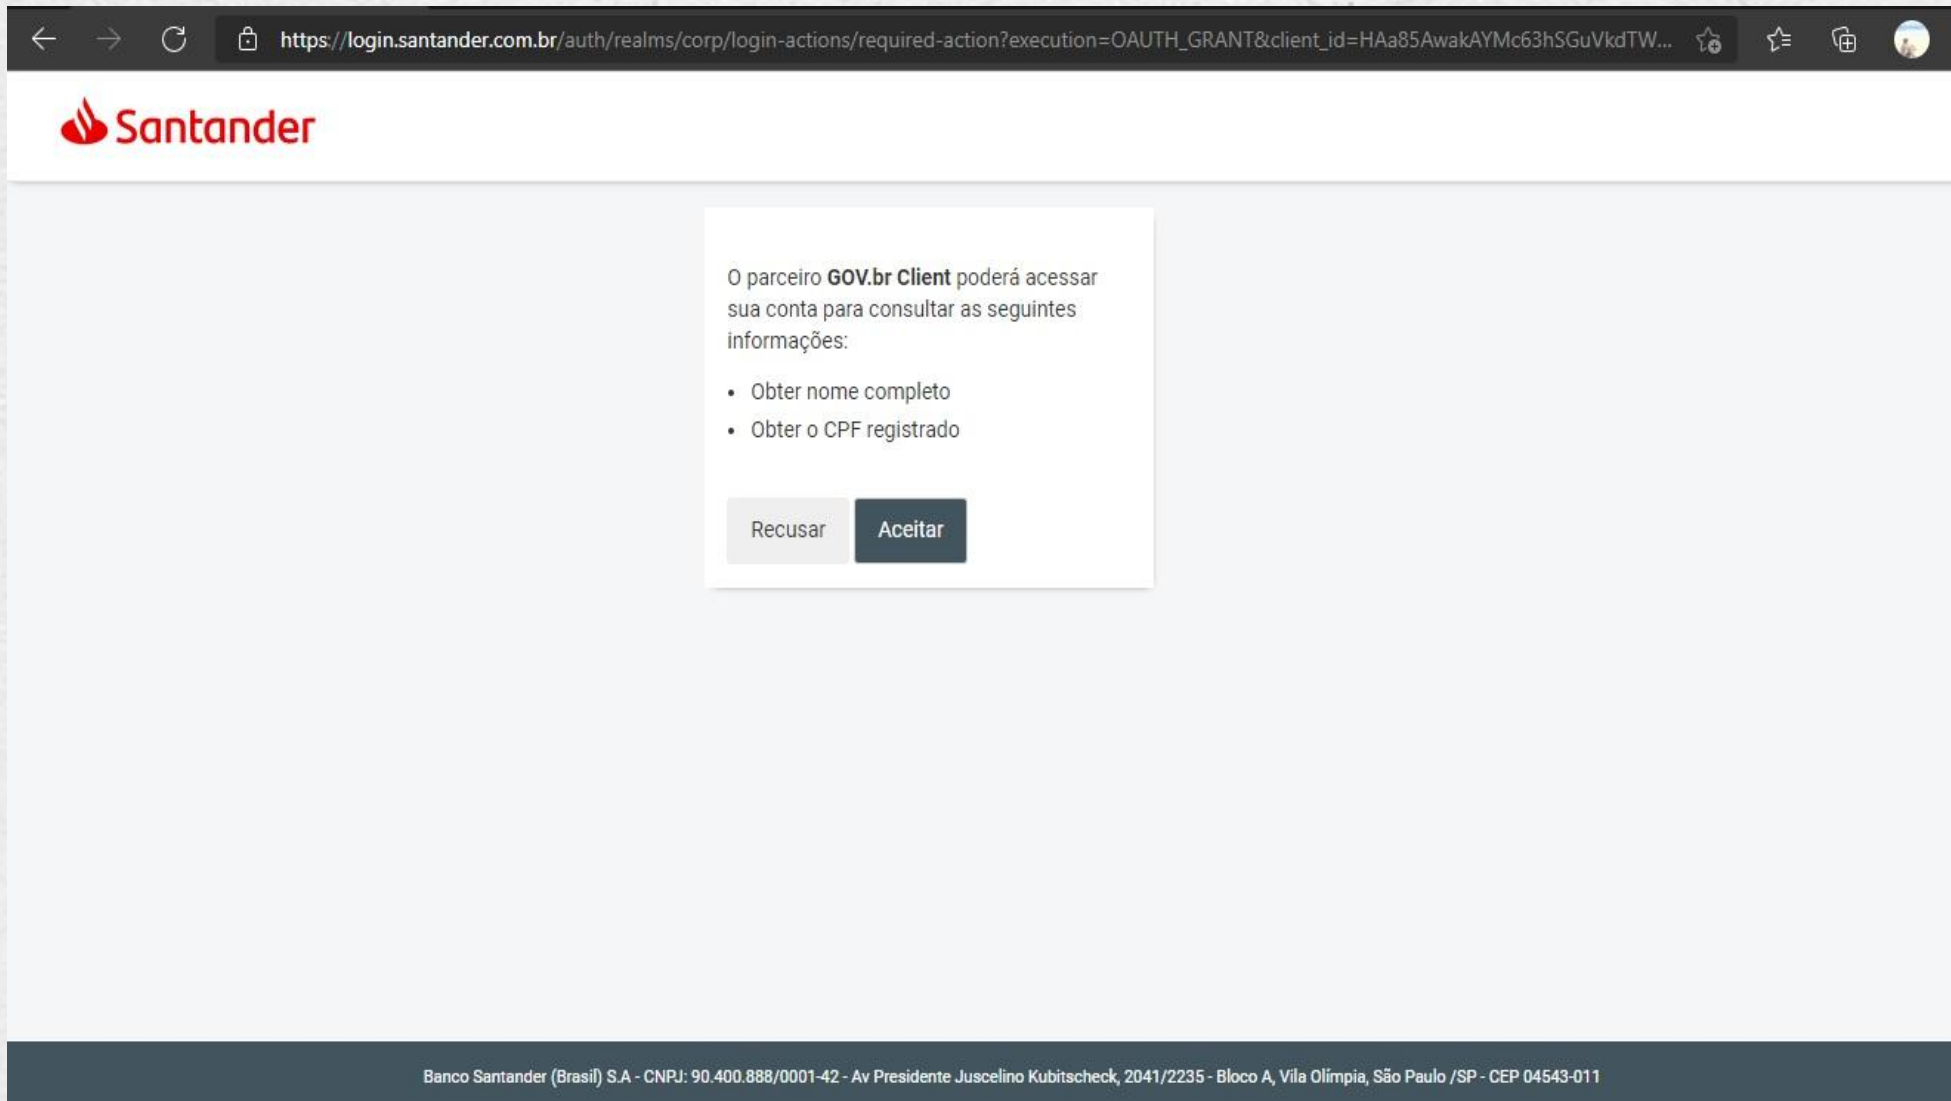 https://login.santander.com.br/auth/realms/corp/login-actions/required-action?execution=OAUTH_GRANT&client_id=HAa85AwakAYMc63hSGuVkdTW...
Santander
O parceiro GOV.br Client poderá acessar
sua conta para consultar as seguintes
informações:
• Obter nome completo
• Obter o CPF registrado
Recusar Aceitar
Banco Santander (Brasil) S.A - CNPJ: 90.400.888/0001-42 - Av Presidente Juscelino Kubitscheck, 2041/2235 - Bloco A, Vila Olímpia, São Paulo /SP - CEP 04543-011